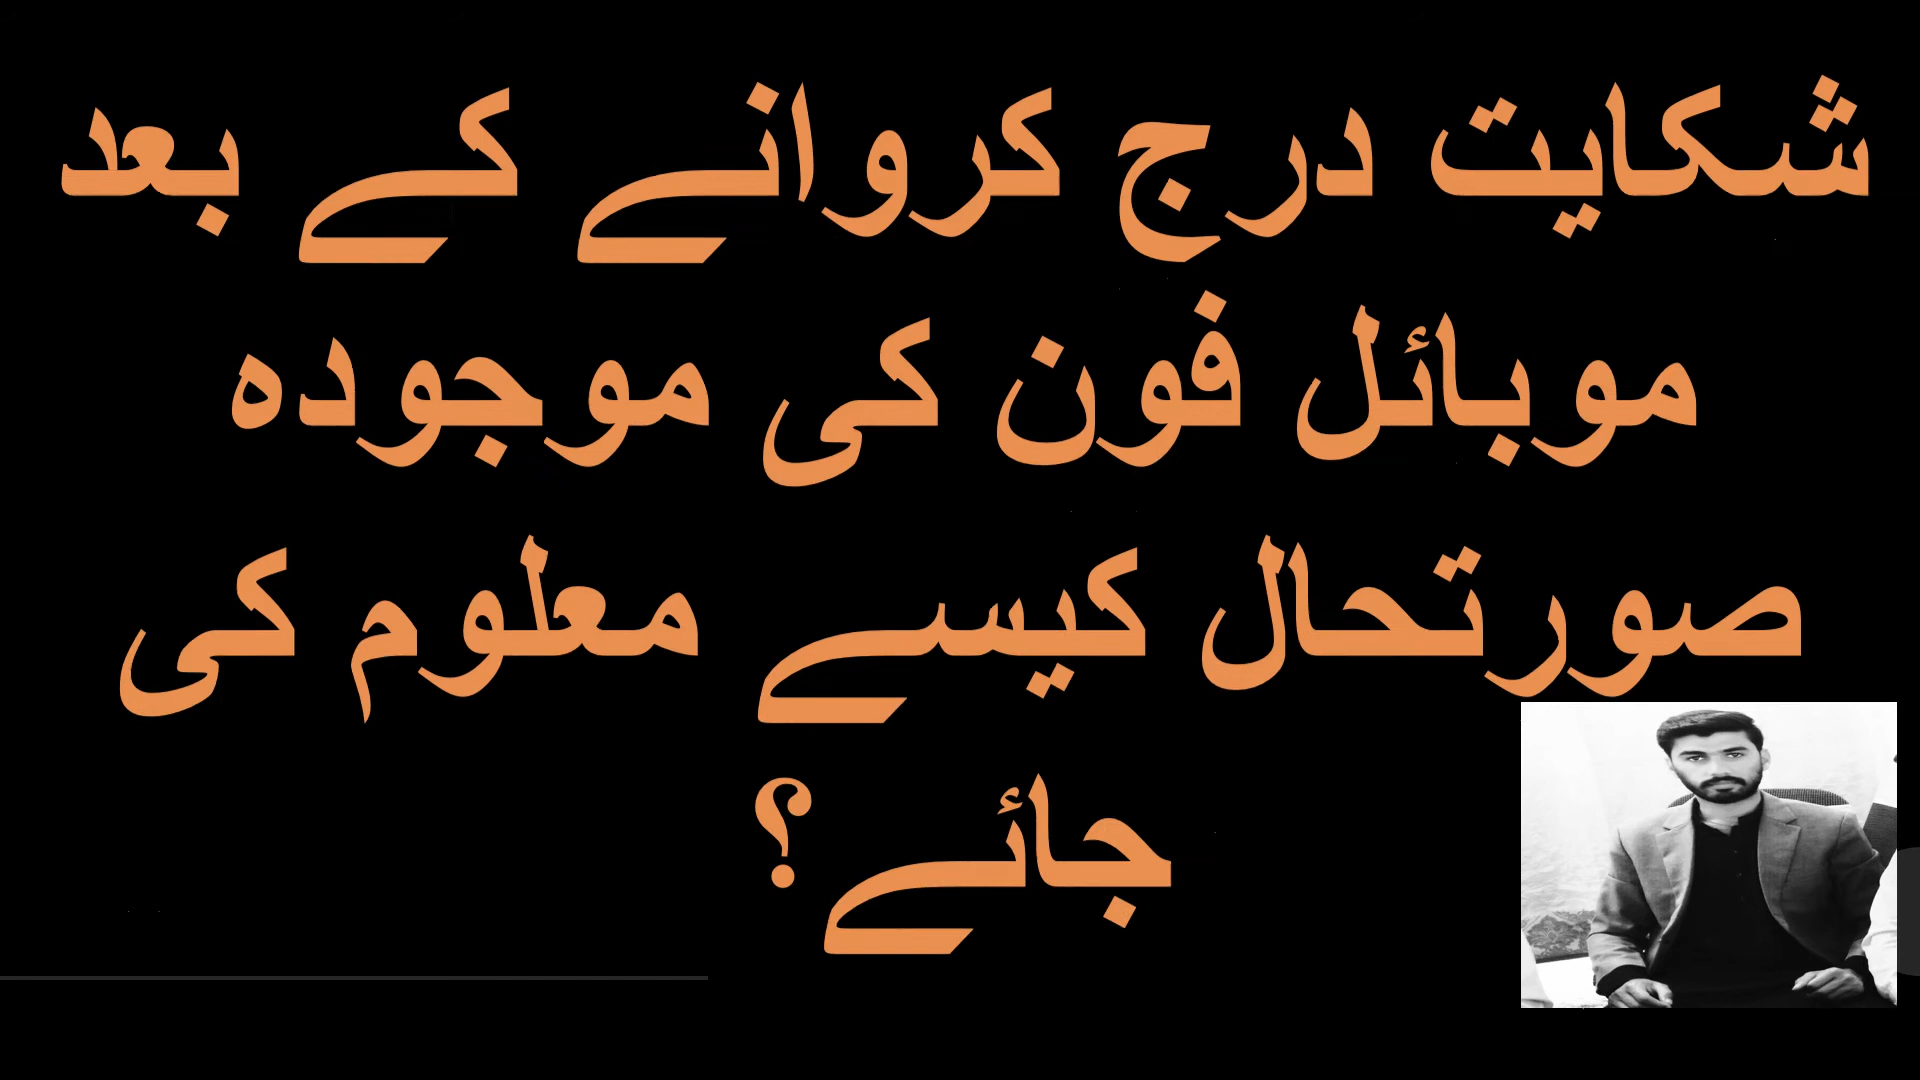 شکایت درج کروانے کے بعد
موبائل فون کی موجودہ
صورتحال کیسے معلوم کی
جائے؟